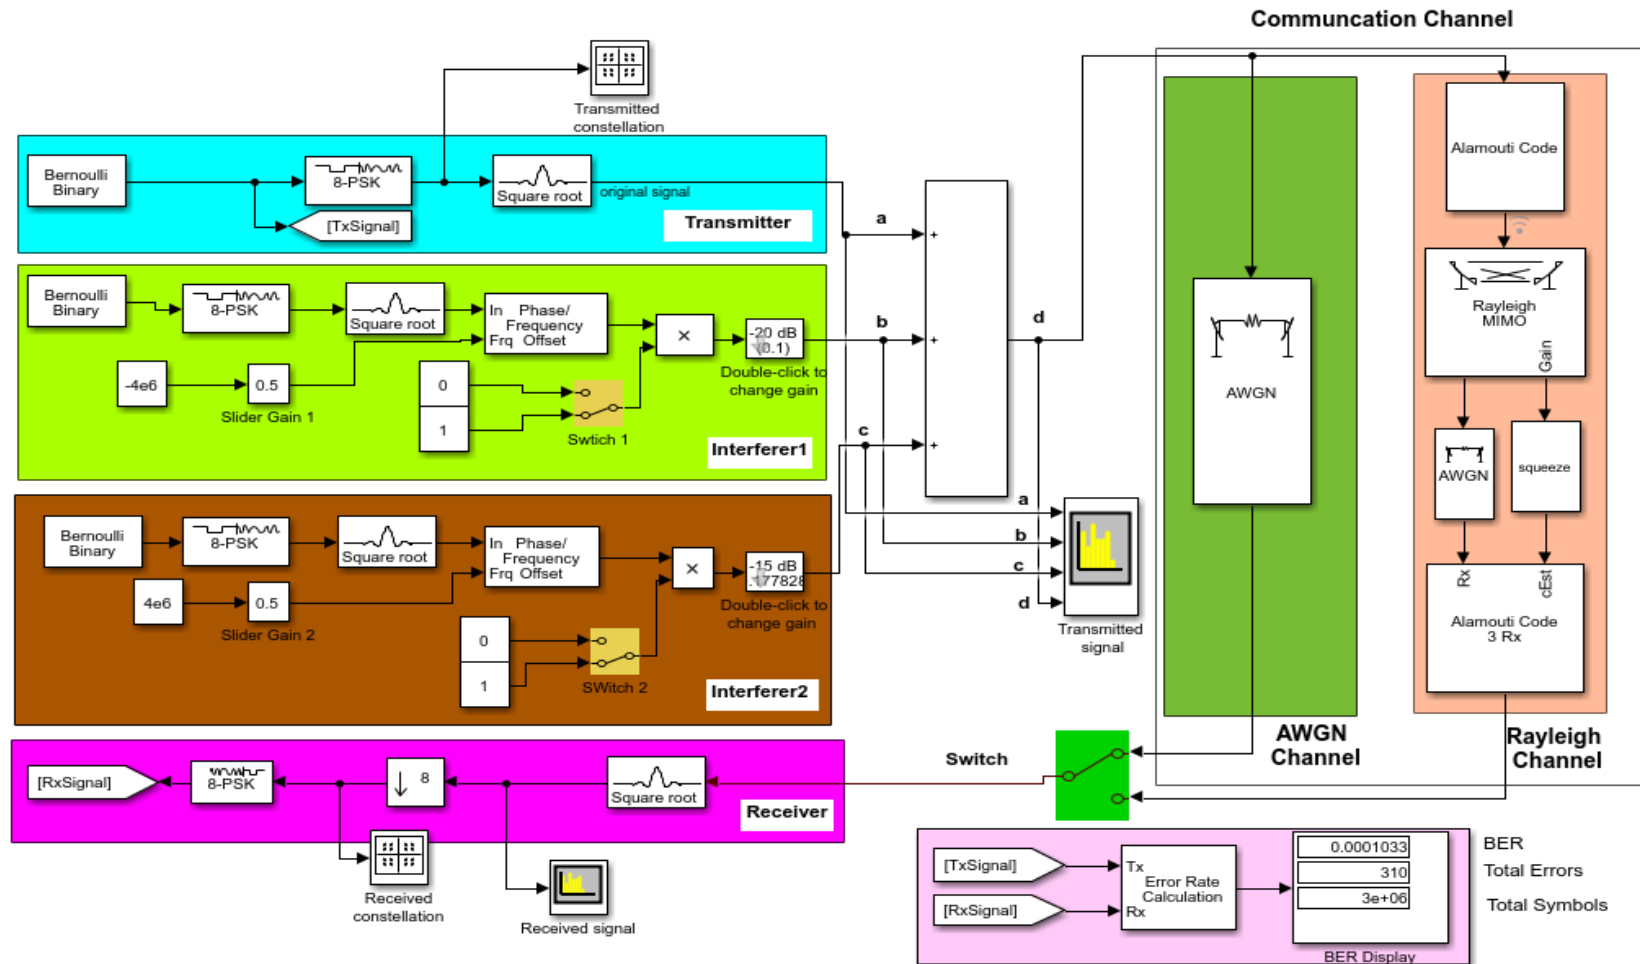 Communcation Channel
Transmitted
constellation
Bernoulli
Binary
8-PSK
Square root
original signal
[TxSignal]
Transmitter
a
Bernoulli
Binary
8-PSK
Square root
In Phase/
Frequency
Frq Offset
×
-20 dB
(0.1)
Double-click to
change gain
b
-4e6
0.5
Slider Gain 1
0
1
Swtich 1
Interferer1
c
Bernoulli
Binary
8-PSK
Square root
In Phase/
Frequency
Frq Offset
×
-15 dB
.177828
Double-click to
change gain
4e6
0.5
Slider Gain 2
0
1
SWitch 2
Interferer2
+
+
+
d
a
b
c
d
Transmitted
signal
AWGN
AWGN
Channel
Alamouti Code
Rayleigh
MIMO
Gain
AWGN
squeeze
Rx
cEst
Alamouti Code
3 Rx
Rayleigh
Channel
Switch
[RxSignal]
8-PSK
8
Square root
Receiver
Received
constellation
Received signal
[TxSignal]
[RxSignal]
Tx
Error Rate
Calculation
Rx
0.0001033
310
3e+06
BER Display
BER
Total Errors
Total Symbols